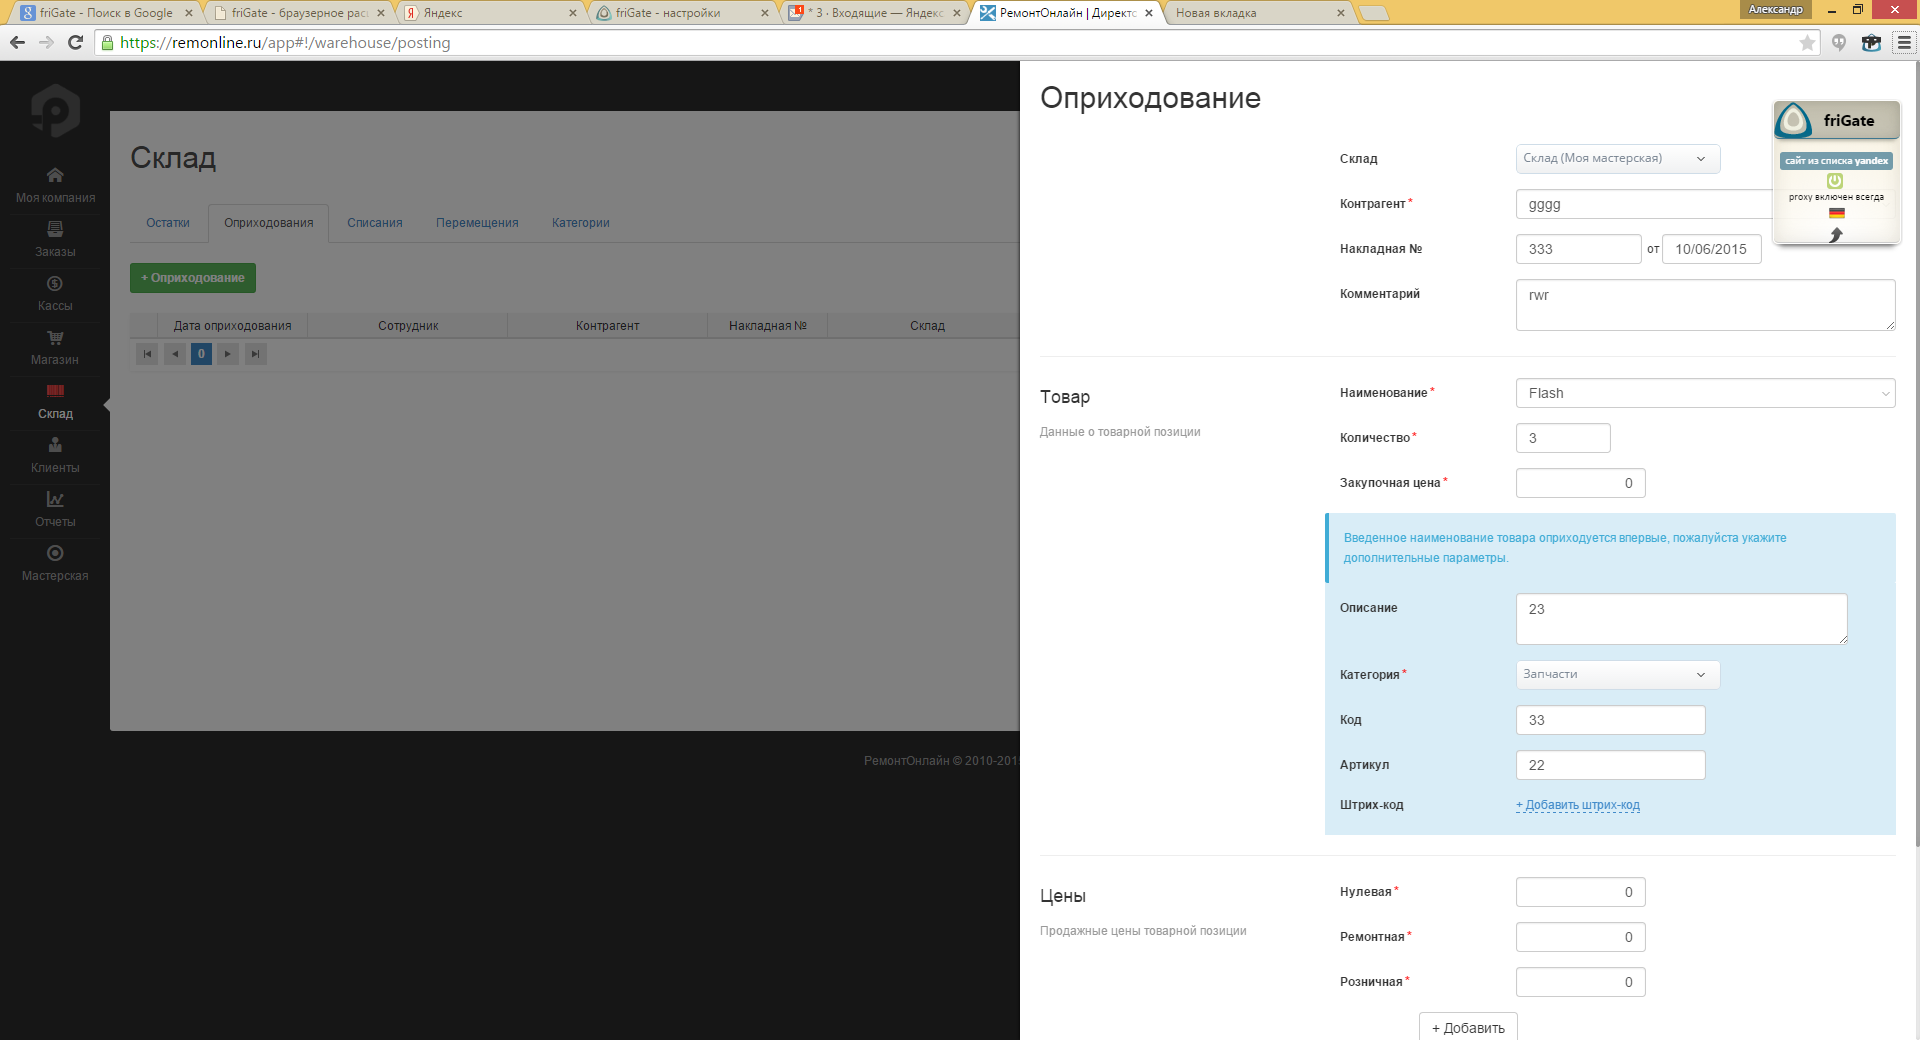 friGate - Поиск в Google
friGate - браузерное рас
Яндекс
friGate - настройки
* 3 · Входящие — Яндекс
РемонтОнлайн | Директо
Новая вкладка
Александр
https://remonline.ru/app#!/warehouse/posting
Моя компания
Заказы
Кассы
Магазин
Склад
Клиенты
Отчеты
Мастерская
Склад
Остатки
Оприходования
Списания
Перемещения
Категории
+ Оприходование
Дата оприходования
Сотрудник
Контрагент
Накладная №
Склад
0
РемонтОнлайн © 2010-201
Оприходование
friGate
сайт из списка yandex
proxy включен всегда
Склад
Склад (Моя мастерская)
Контрагент*
gggg
Накладная №
333
от
10/06/2015
Комментарий
rwr
Товар
Данные о товарной позиции
Наименование*
Flash
Количество*
3
Закупочная цена*
0
Введенное наименование товара оприходуется впервые, пожалуйста укажите
дополнительные параметры.
Описание
23
Категория*
Запчасти
Код
33
Артикул
22
Штрих-код
+ Добавить штрих-код
Цены
Продажные цены товарной позиции
Нулевая*
0
Ремонтная*
0
Розничная*
0
+ Добавить